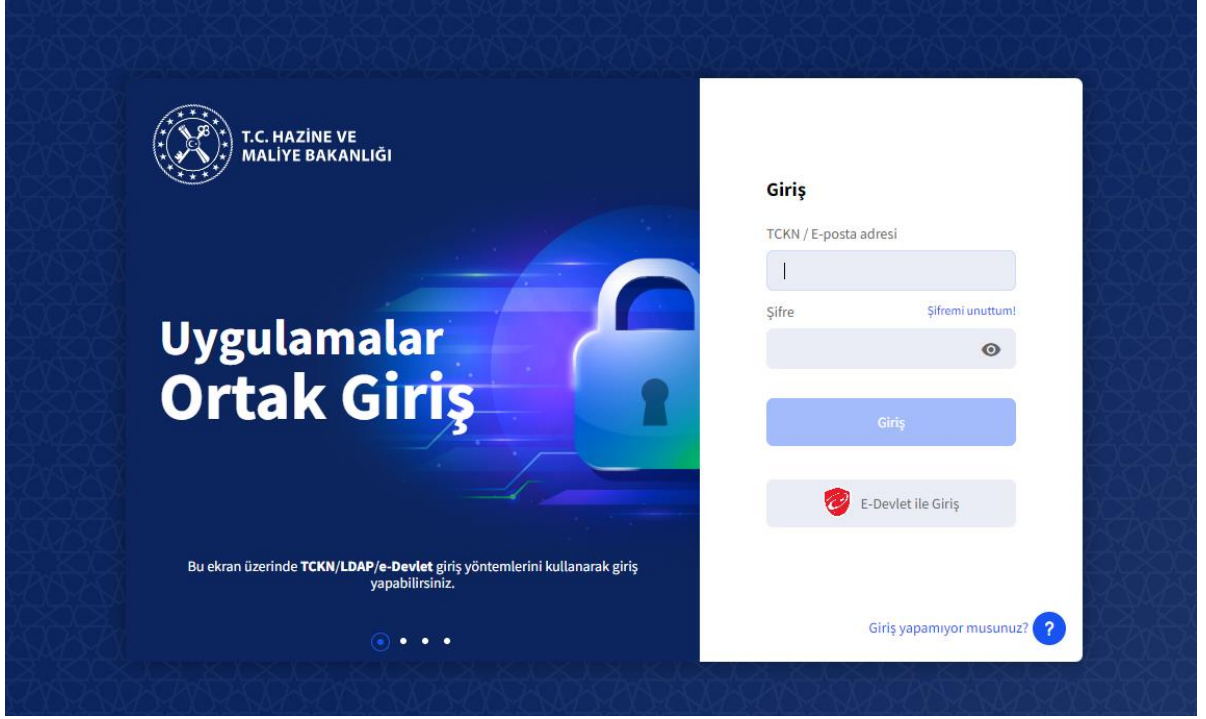 T.C. HAZİNE VE
MALİYE BAKANLIĞI
Uygulamalar
Ortak Giriş
Bu ekran üzerinde TCKN/LDAP/e-Devlet giriş yöntemlerini kullanarak giriş
yapabilirsiniz.
Giriş
TCKN / E-posta adresi
Şifre Şifremi unuttum!
Giriş
E-Devlet ile Giriş
Giriş yapamıyor musunuz? ?